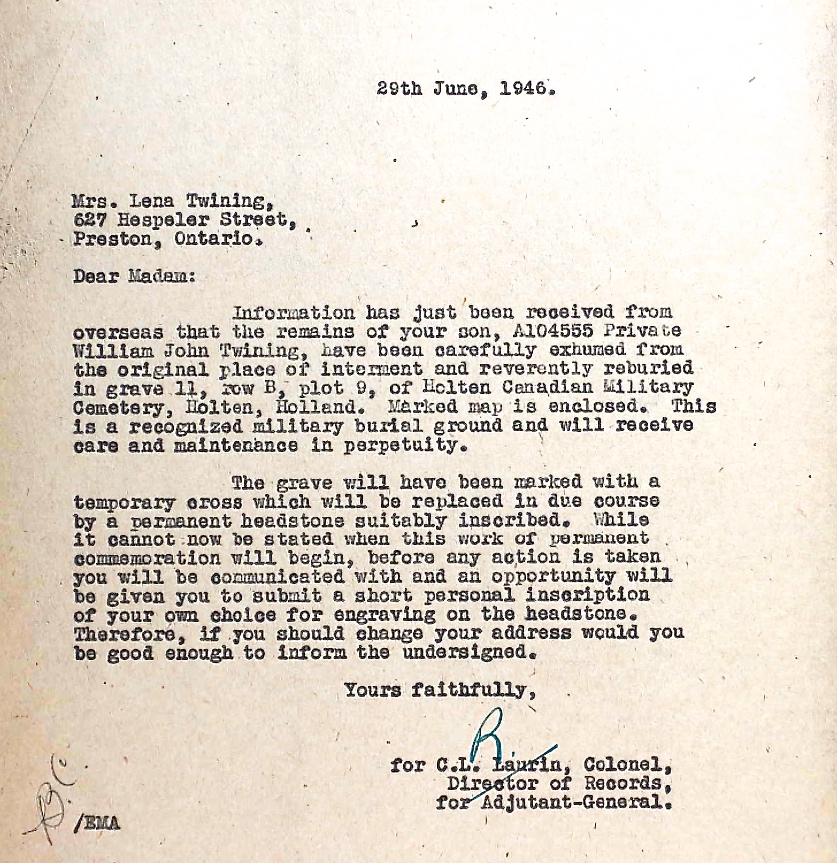 29th June, 1946.
Mrs. Lena Twining,
627 Hespeler Street,
Preston, Ontario.
Dear Madam:
Information has just been received from
overseas that the remains of your son, A104555 Private
William John Twining, have been carefully exhumed from
the original place of interment and reverently reburied
in grave 11, row B, plot 9, of Holten Canadian Military
Cemetery, Holten, Holland. Marked map is enclosed. This
is a recognized military burial ground and will receive
care and maintenance in perpetuity.
The grave will have been marked with a
temporary cross which will be replaced in due course
by a permanent headstone suitably inscribed. While
it cannot now be stated when this work of permanent
commemoration will begin, before any action is taken
you will be communicated with and an opportunity will
be given you to submit a short personal inscription
of your own choice for engraving on the headstone.
Therefore, if you should change your address would you
be good enough to inform the undersigned.
Yours faithfully,
for C.L. Laurin, Colonel,
Director of Records,
for Adjutant-General.
B.C.
/EMA